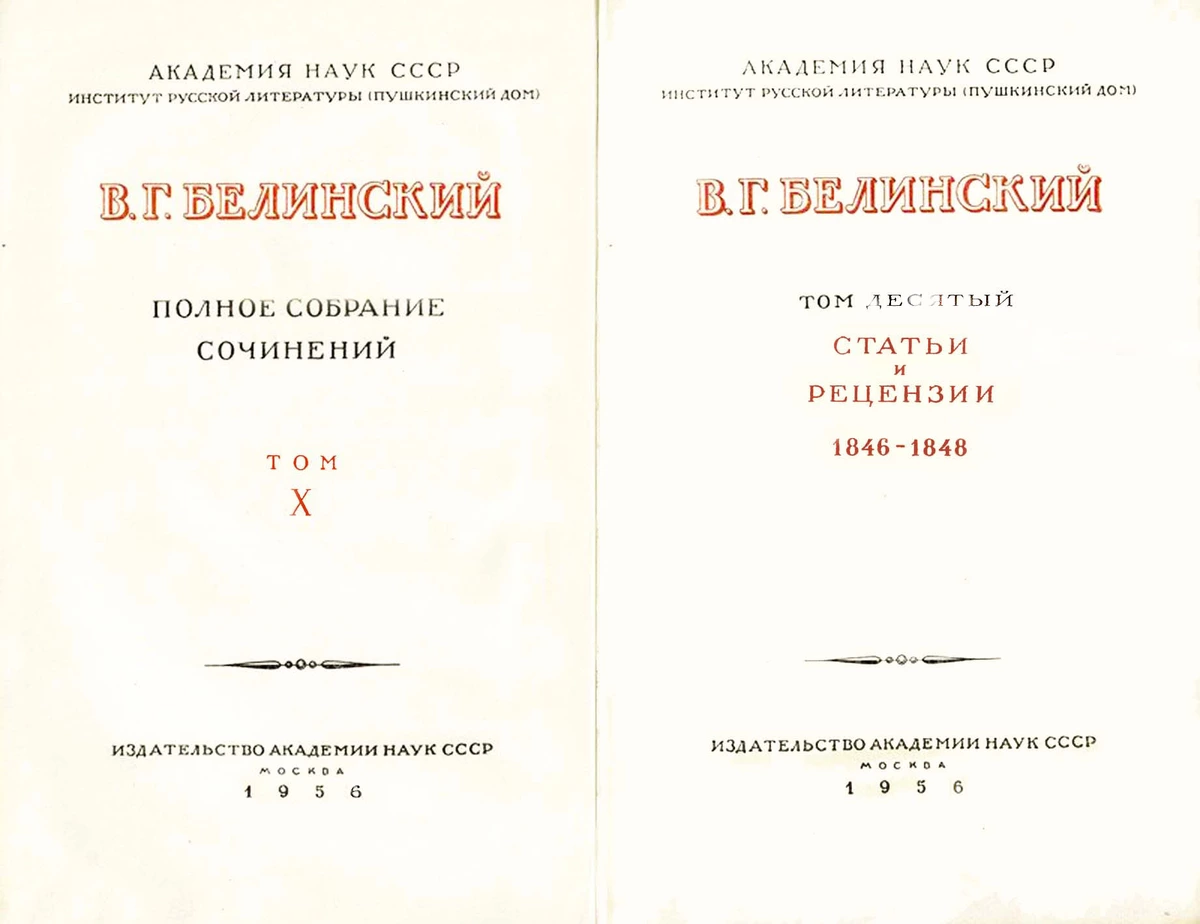 АКАДЕМИЯ НАУК СССР
ИНСТИТУТ РУССКОЙ ЛИТЕРАТУРЫ (ПУШКИНСКИЙ ДОМ)
В. Г. БЕЛИНСКИЙ
ПОЛНОЕ СОБРАНИЕ
СОЧИНЕНИЙ
ТОМ
X
ИЗДАТЕЛЬСТВО АКАДЕМИИ НАУК СССР
МОСКВА
1956
АКАДЕМИЯ НАУК СССР
ИНСТИТУТ РУССКОЙ ЛИТЕРАТУРЫ (ПУШКИНСКИЙ ДОМ)
В. Г. БЕЛИНСКИЙ
ТОМ ДЕСЯТЫЙ
СТАТЬИ
И
РЕЦЕНЗИИ
1846-1848
ИЗДАТЕЛЬСТВО АКАДЕМИИ НАУК СССР
МОСКВА
1956